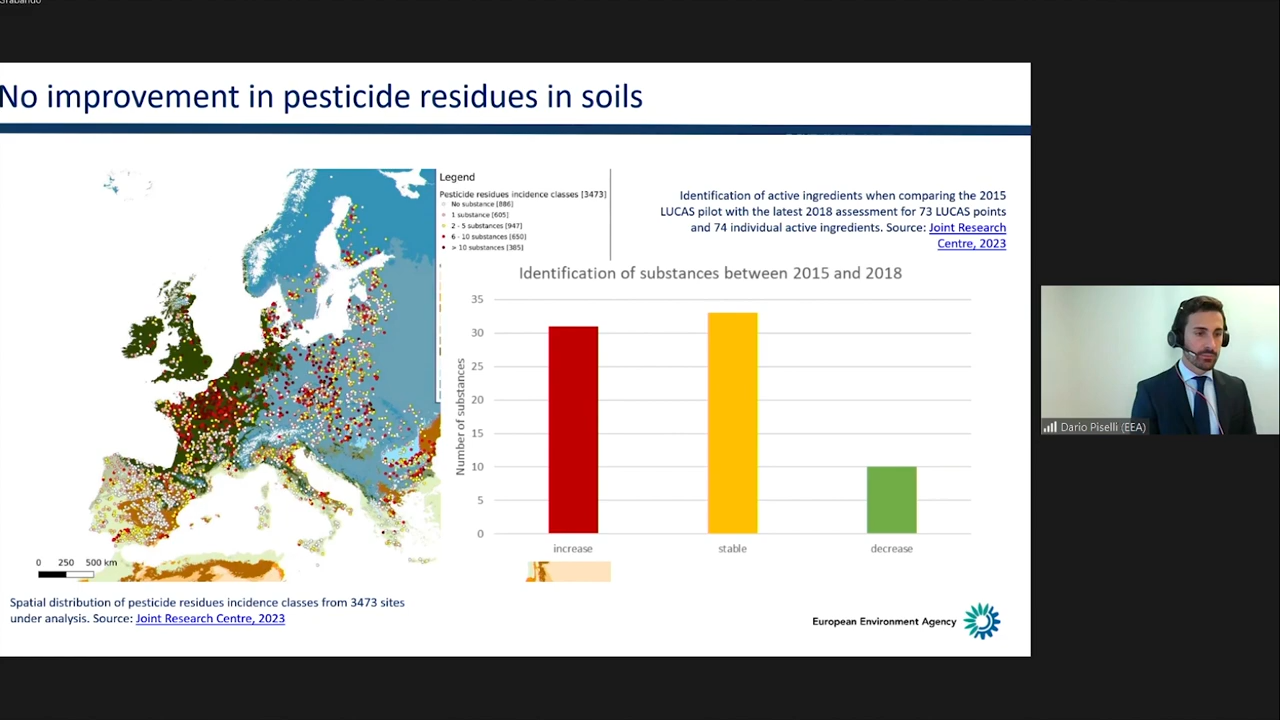 Grabando
No improvement in pesticide residues in soils
Legend
Pesticide residues incidence classes [3473]
No substance [886]
1 substance [605]
2 - 5 substances [947]
6 - 10 substances [650]
> 10 substances [385]
Identification of active ingredients when comparing the 2015
LUCAS pilot with the latest 2018 assessment for 73 LUCAS points
and 74 individual active ingredients. Source: Joint Research
Centre, 2023
Identification of substances between 2015 and 2018
Number of substances
35
30
25
20
15
10
5
0
increase stable decrease
0 250 500 km
Spatial distribution of pesticide residues incidence classes from 3473 sites
under analysis. Source: Joint Research Centre, 2023
European Environment Agency
Dario Piselli (EEA)